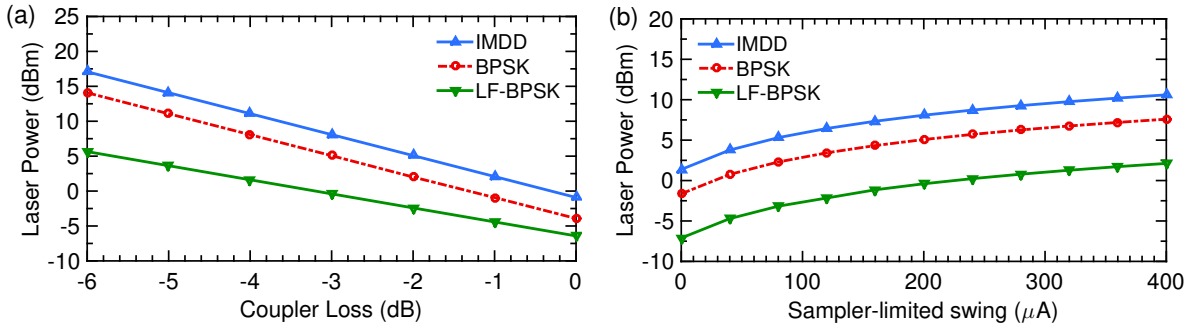 (a)
Laser Power (dBm)
25
20
15
10
5
0
-5
-10
-6 -5 -4 -3 -2 -1 0
Coupler Loss (dB)
IMDD
BPSK
LF-BPSK
(b)
Laser Power (dBm)
20
15
10
5
0
-5
-10
0 100 200 300 400
Sampler-limited swing (μA)
IMDD
BPSK
LF-BPSK